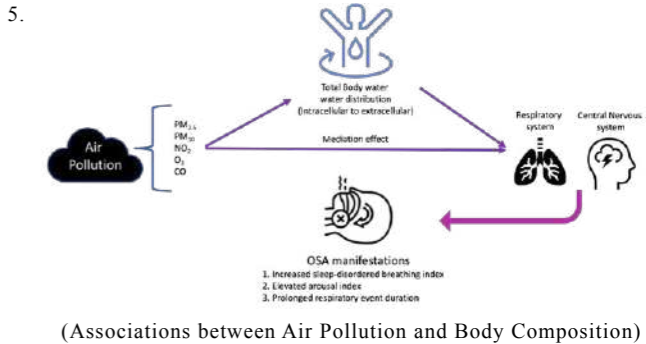 5.
Total Body water
water distribution
(Intracellular to extracellular)
Air
Pollution
PM2.5
PM10
NO2
O3
CO
Mediation effect
Respiratory
system
Central Nervous
system
OSA manifestations
1. Increased sleep-disordered breathing index
2. Elevated arousal index
3. Prolonged respiratory event duration
(Associations between Air Pollution and Body Composition)